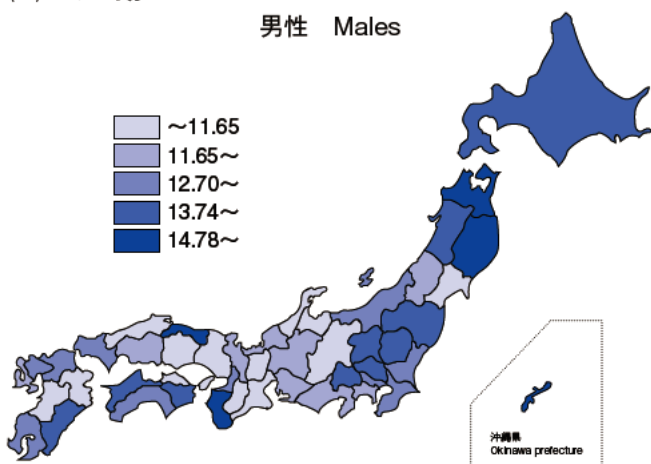 男性 Males
～11.65
11.65～
12.70～
13.74～
14.78～
沖縄県
Okinawa prefecture